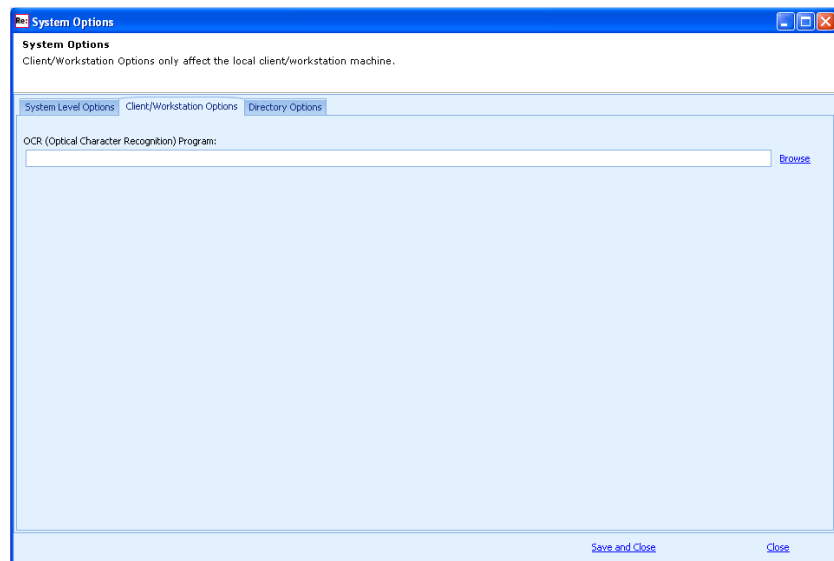 Re: System Options
System Options
Client/Workstation Options only affect the local client/workstation machine.
System Level Options Client/Workstation Options Directory Options
OCR (Optical Character Recognition) Program:
Browse
Save and Close Close